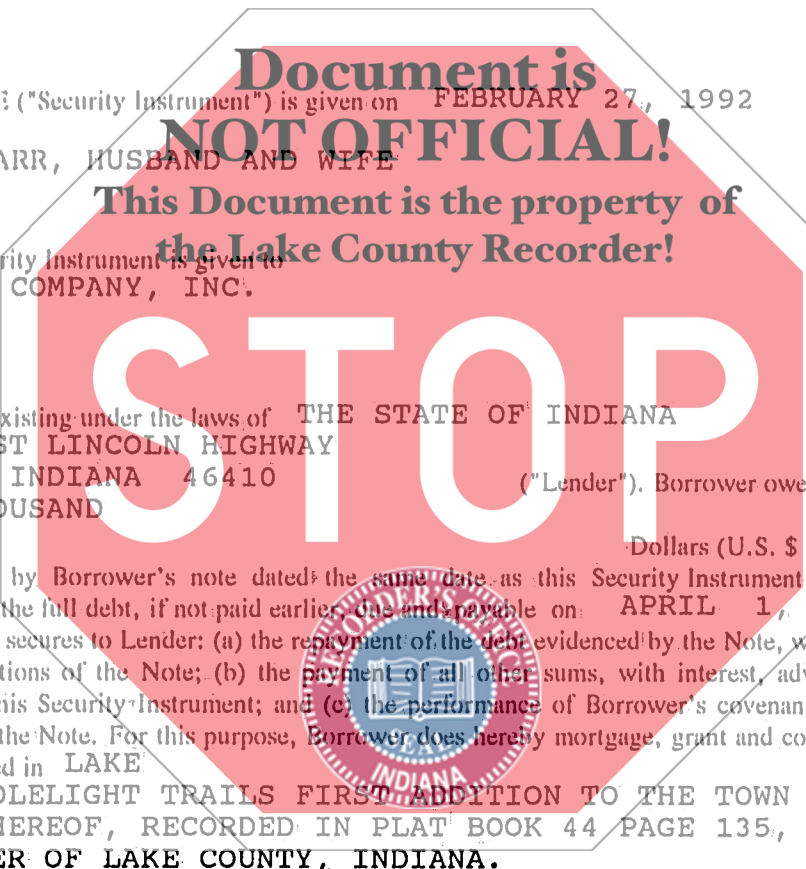 Document is
E ("Security Instrument") is given on FEBRUARY 27, 1992
NOT OFFICIAL!
ARR, HUSBAND AND WIFE
This Document is the property of
the Lake County Recorder!
rity Instrument is given to
COMPANY, INC.
STOP
xisting under the laws of THE STATE OF INDIANA
ST LINCOLN HIGHWAY
INDIANA 46410 ("Lender"). Borrower owe
OUSAND
Dollars (U.S. $
by Borrower's note dated the same date as this Security Instrument
the full debt, if not paid earlier, due and payable on APRIL 1,
secures to Lender: (a) the repayment of the debt evidenced by the Note, w
tions of the Note; (b) the payment of all other sums, with interest, adv
his Security Instrument; and (c) the performance of Borrower's covenan
the Note. For this purpose, Borrower does hereby mortgage, grant and co
ed in LAKE
DLELIGHT TRAILS FIRST ADDITION TO THE TOWN
HEREOF, RECORDED IN PLAT BOOK 44 PAGE 135,
ER OF LAKE COUNTY, INDIANA.
RECORDER'S OFFICE
SEAL
INDIANA